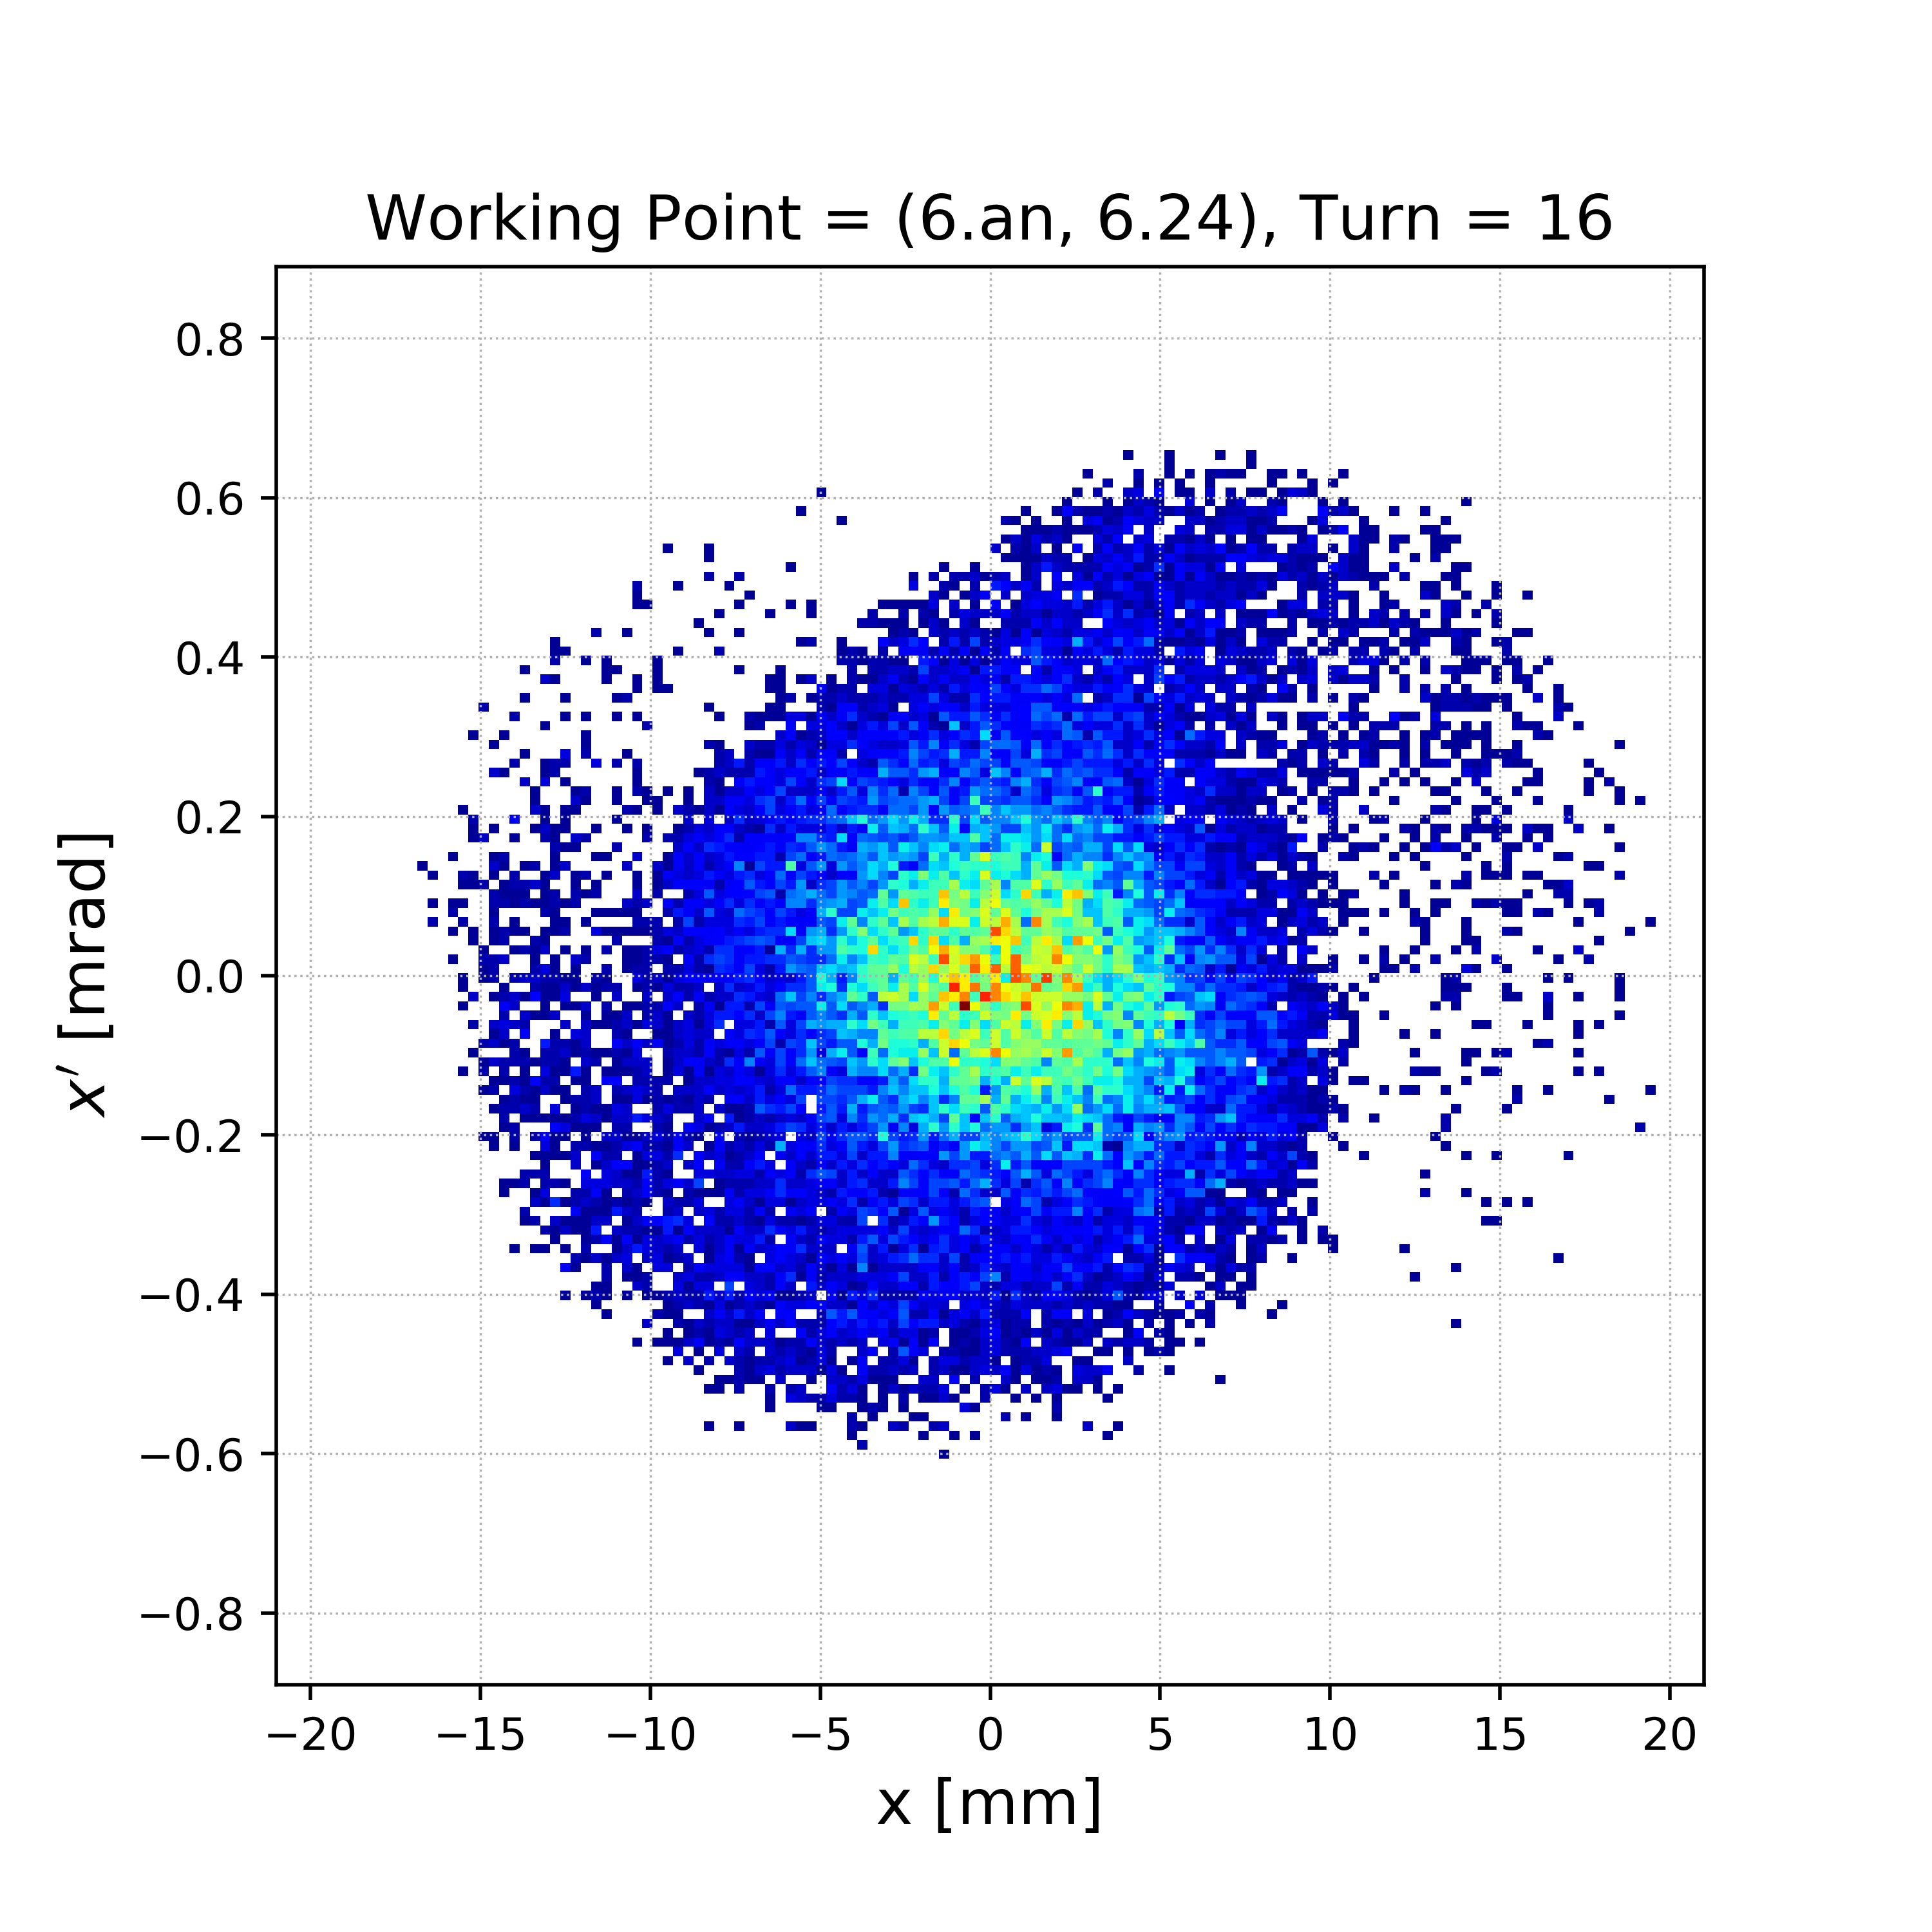 Working Point = (6.an, 6.24), Turn = 16
0.8
0.6
0.4
0.2
0.0
−0.2
−0.4
−0.6
−0.8
x′ [mrad]
−20 −15 −10 −5 0 5 10 15 20
x [mm]